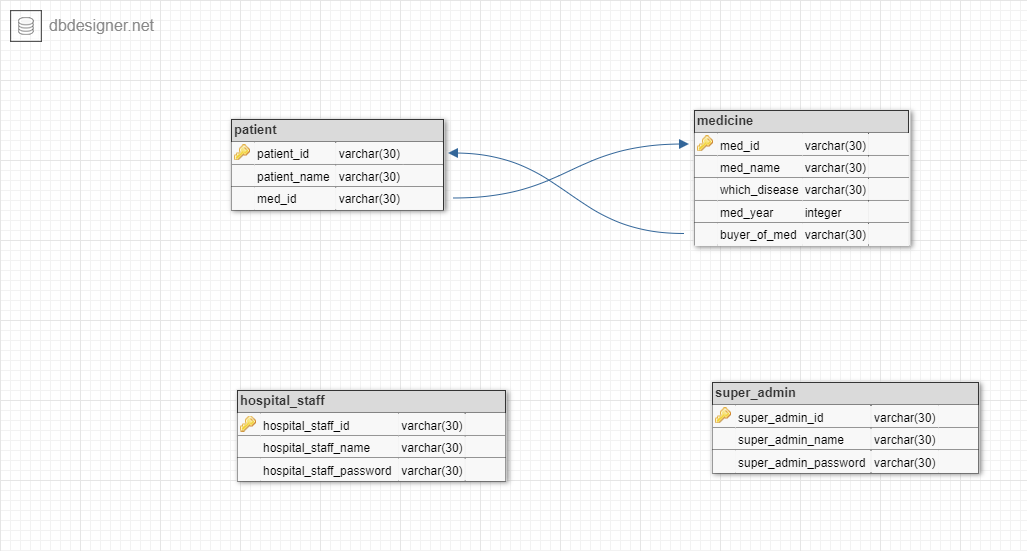 dbdesigner.net
patient
patient_id varchar(30)
patient_name varchar(30)
med_id varchar(30)
medicine
med_id varchar(30)
med_name varchar(30)
which_disease varchar(30)
med_year integer
buyer_of_med varchar(30)
hospital_staff
hospital_staff_id varchar(30)
hospital_staff_name varchar(30)
hospital_staff_password varchar(30)
super_admin
super_admin_id varchar(30)
super_admin_name varchar(30)
super_admin_password varchar(30)